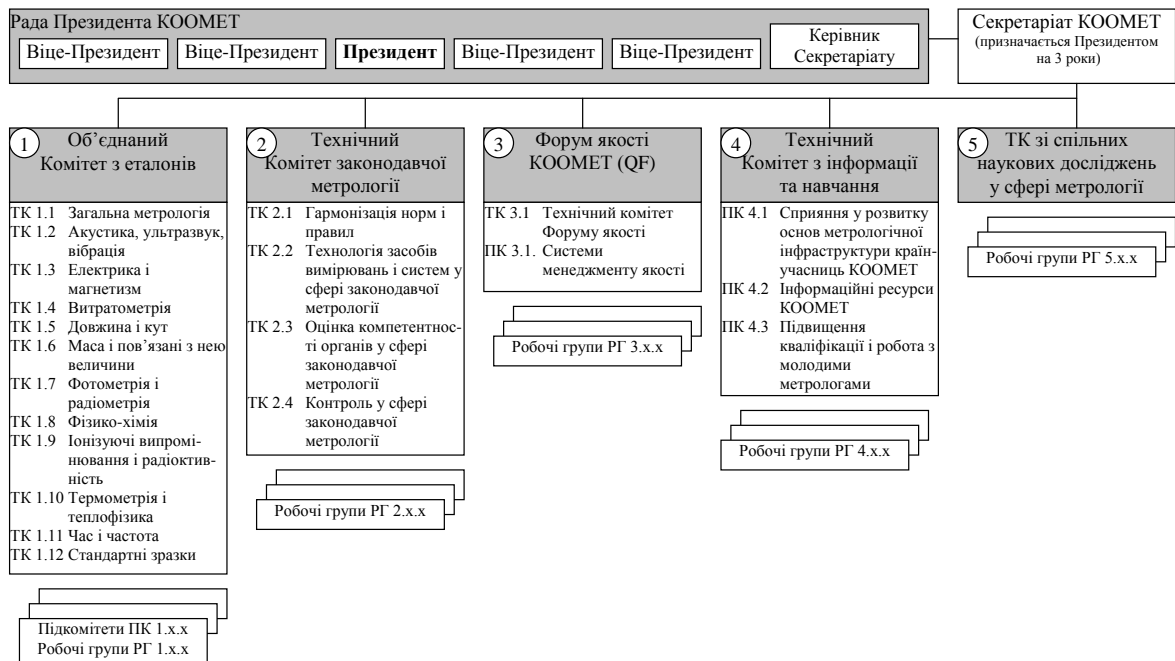 Рада Президента КООМЕТ
Віце-Президент
Віце-Президент
Президент
Віце-Президент
Віце-Президент
Керівник
Секретаріату
Секретаріат КООМЕТ
(призначається Президентом
на 3 роки)
1
Об’єднаний
Комітет з еталонів
ТК 1.1 Загальна метрологія
ТК 1.2 Акустика, ультразвук,
вібрація
ТК 1.3 Електрика і
магнетизм
ТК 1.4 Витратометрія
ТК 1.5 Довжина і кут
ТК 1.6 Маса і пов’язані з нею
величини
ТК 1.7 Фотометрія і
радіометрія
ТК 1.8 Фізико-хімія
ТК 1.9 Іонізуючі випромі-
нювання і радіоктив-
ність
ТК 1.10 Термометрія і
теплофізика
ТК 1.11 Час і частота
ТК 1.12 Стандартні зразки
Підкомітети ПК 1.х.х
Робочі групи РГ 1.х.х
2
Технічний
Комітет законодавчої
метрології
ТК 2.1 Гармонізація норм і
правил
ТК 2.2 Технологія засобів
вимірювань і систем у
сфері законодавчої
метрології
ТК 2.3 Оцінка компетентнос-
ті органів у сфері
законодавчої
метрології
ТК 2.4 Контроль у сфері
законодавчої
метрології
Робочі групи РГ 2.х.х
3
Форум якості
КООМЕТ (QF)
ТК 3.1 Технічний комітет
Форуму якості
ПК 3.1. Системи
менеджменту якості
Робочі групи РГ 3.х.х
4
Технічний
Комітет з інформації
та навчання
ПК 4.1 Сприяння у розвитку
основ метрологічної
інфраструктури країн-
учасниць КООМЕТ
ПК 4.2 Інформаційні ресурси
КООМЕТ
ПК 4.3 Підвищення
кваліфікації і робота з
молодими
метрологами
Робочі групи РГ 4.х.х
5
ТК зі спільних
наукових досліджень
у сфері метрології
Робочі групи РГ 5.х.х